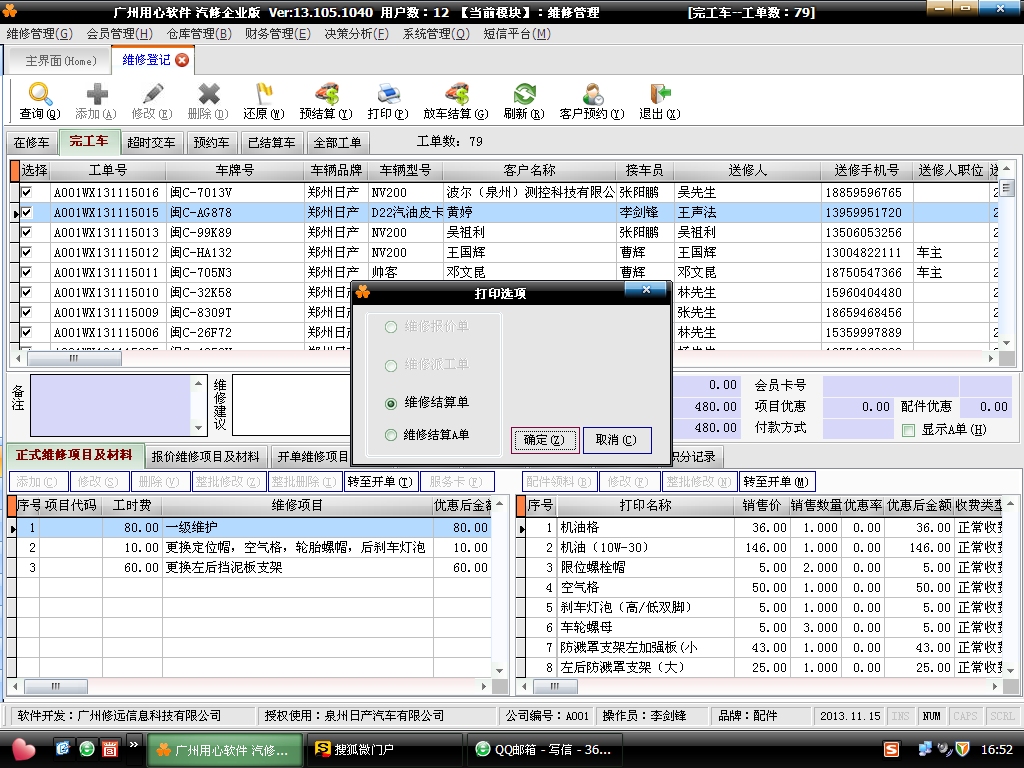 广州用心软件 汽修企业版 Ver:13.105.1040 用户数：12 【当前模块】：维修管理 [完工车--工单数：79]
维修管理(G) 会员管理(H) 仓库管理(B) 财务管理(E) 决策分析(F) 系统管理(Q) 短信平台(M)
主界面(Home) 维修登记
查询(Q) 添加(A) 修改(E) 删除(D) 还原(W) 预结算(Y) 打印(P) 放车结算(G) 刷新(R) 客户预约(Y) 退出(X)
在修车 完工车 超时交车 预约车 已结算车 全部工单 工单数：79
选择 工单号 车牌号 车辆品牌 车辆型号 客户名称 接车员 送修人 送修手机号 送修人职位
A001WX131115016 闽C-7013V 郑州日产 NV200 波尔（泉州）测控科技有限公 张阳鹏 吴先生 18859596765
A001WX131115015 闽C-AG878 郑州日产 D22汽油皮卡 黄婷 李剑锋 王声法 13959951720
A001WX131115013 闽C-99K89 郑州日产 NV200 吴祖利 张阳鹏 吴祖利 13506053256
A001WX131115012 闽C-HA132 郑州日产 NV200 王国辉 曹辉 王国辉 13004822111 车主
A001WX131115011 闽C-705N3 郑州日产 帅客 邓文昆 曹辉 邓文昆 18750547366 车主
A001WX131115010 闽C-32K58 郑州日 林先生 15960404480
A001WX131115009 闽C-8309T 郑州日 张先生 18659468456
A001WX131115006 闽C-26F72 郑州日 林先生 15359997889
打印选项
维修报价单
维修派工单
维修结算单
维修结算A单
确定(Z) 取消(C)
备注 维修建议
0.00 会员卡号
480.00 项目优惠 0.00 配件优惠 0.00
480.00 付款方式 显示A单(H)
正式维修项目及材料 报价维修项目及材料 开单维修项目 积分记录
添加(C) 修改(S) 删除(V) 整批修改(Z) 整批删除(I) 转至开单(T) 服务卡(F)
配件领料(B) 修改(F) 整批修改(N) 转至开单(M)
序号 项目代码 工时费 维修项目 优惠后金额
1 80.00 一级维护 80.00
2 10.00 更换定位帽，空气格，轮胎螺帽，后刹车灯泡 10.00
3 60.00 更换左后挡泥板支架 60.00
序号 打印名称 销售价 销售数量 优惠率 优惠后金额 收费类型
1 机油格 36.00 1.000 0.00 36.00 正常收费
2 机油（10W-30） 146.00 1.000 0.00 146.00 正常收费
3 限位螺栓帽 5.00 2.000 0.00 5.00 正常收费
4 空气格 50.00 1.000 0.00 50.00 正常收费
5 刹车灯泡（高/低双脚） 5.00 1.000 0.00 5.00 正常收费
6 车轮螺母 5.00 3.000 0.00 5.00 正常收费
7 防溅罩支架左加强板(小 43.00 1.000 0.00 43.00 正常收费
8 左后防溅罩支架（大） 25.00 1.000 0.00 25.00 正常收费
软件开发：广州修远信息科技有限公司 授权使用：泉州日产汽车有限公司 公司编号：A001 操作员：李剑锋 品牌：配件 2013.11.15 INS NUM CAPS SCRL
广州用心软件 汽修... 搜狐微门户 QQ邮箱 - 写信 - 36... 16:52